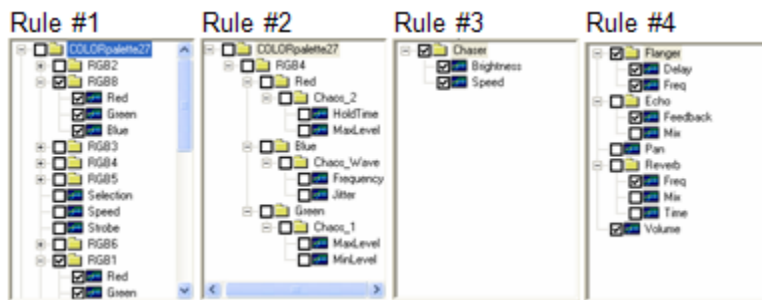 Rule #1
COLORpalette27
RGB2
RGB8
Red
Green
Blue
RGB3
RGB4
RGB5
Selection
Speed
Strobe
RGB6
RGB1
Red
Green
Rule #2
COLORpalette27
RGB4
Red
Chaos_2
HoldTime
MaxLevel
Blue
Chaos_Wave
Frequency
Jitter
Green
Chaos_1
MaxLevel
MinLevel
Rule #3
Chaser
Brightness
Speed
Rule #4
Flanger
Delay
Freq
Echo
Feedback
Mix
Pan
Reverb
Freq
Mix
Time
Volume